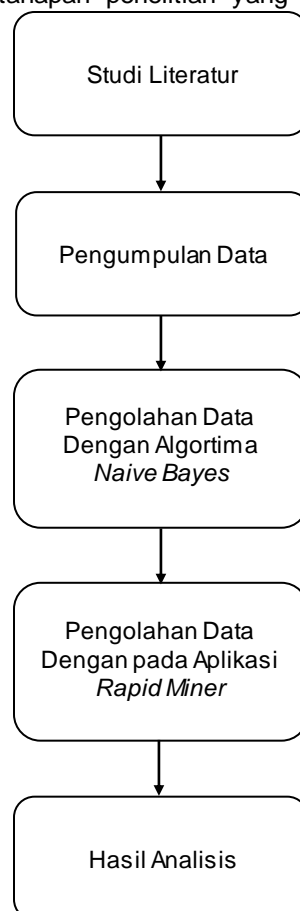 penelitian yang
Studi Literatur
Pengumpulan Data
Pengolahan Data
Dengan Algortima
Naive Bayes
Pengolahan Data
Dengan pada Aplikasi
Rapid Miner
Hasil Analisis